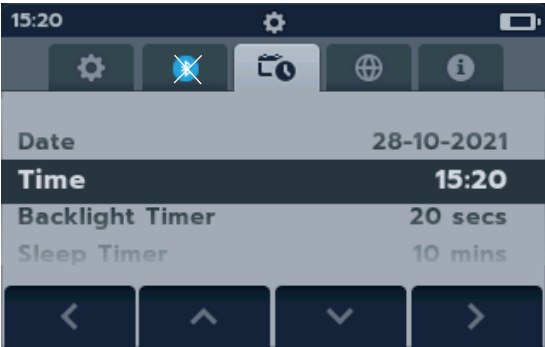 15:20
Date 28-10-2021
Time 15:20
Backlight Timer 20 secs
Sleep Timer 10 mins